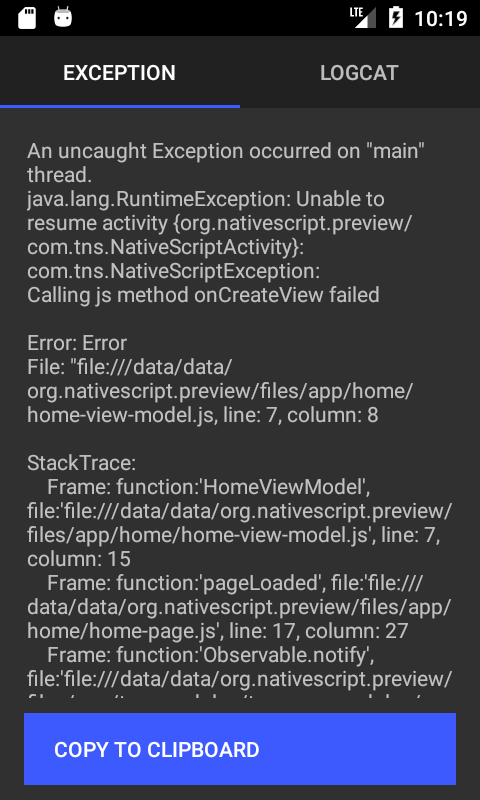 LTE 10:19
EXCEPTION LOGCAT
An uncaught Exception occurred on "main"
thread.
java.lang.RuntimeException: Unable to
resume activity {org.nativescript.preview/
com.tns.NativeScriptActivity}:
com.tns.NativeScriptException:
Calling js method onCreateView failed
Error: Error
File: "file:///data/data/
org.nativescript.preview/files/app/home/
home-view-model.js, line: 7, column: 8
StackTrace:
Frame: function:'HomeViewModel',
file:'file:///data/data/org.nativescript.preview/
files/app/home/home-view-model.js', line: 7,
column: 15
Frame: function:'pageLoaded', file:'file:///
data/data/org.nativescript.preview/files/app/
home/home-page.js', line: 17, column: 27
Frame: function:'Observable.notify',
file:'file:///data/data/org.nativescript.preview/
COPY TO CLIPBOARD